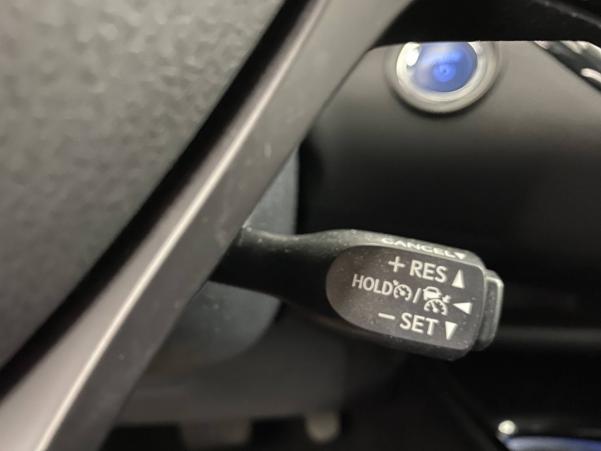 CANCEL▼
+ RES ▲
HOLD /
− SET ▼